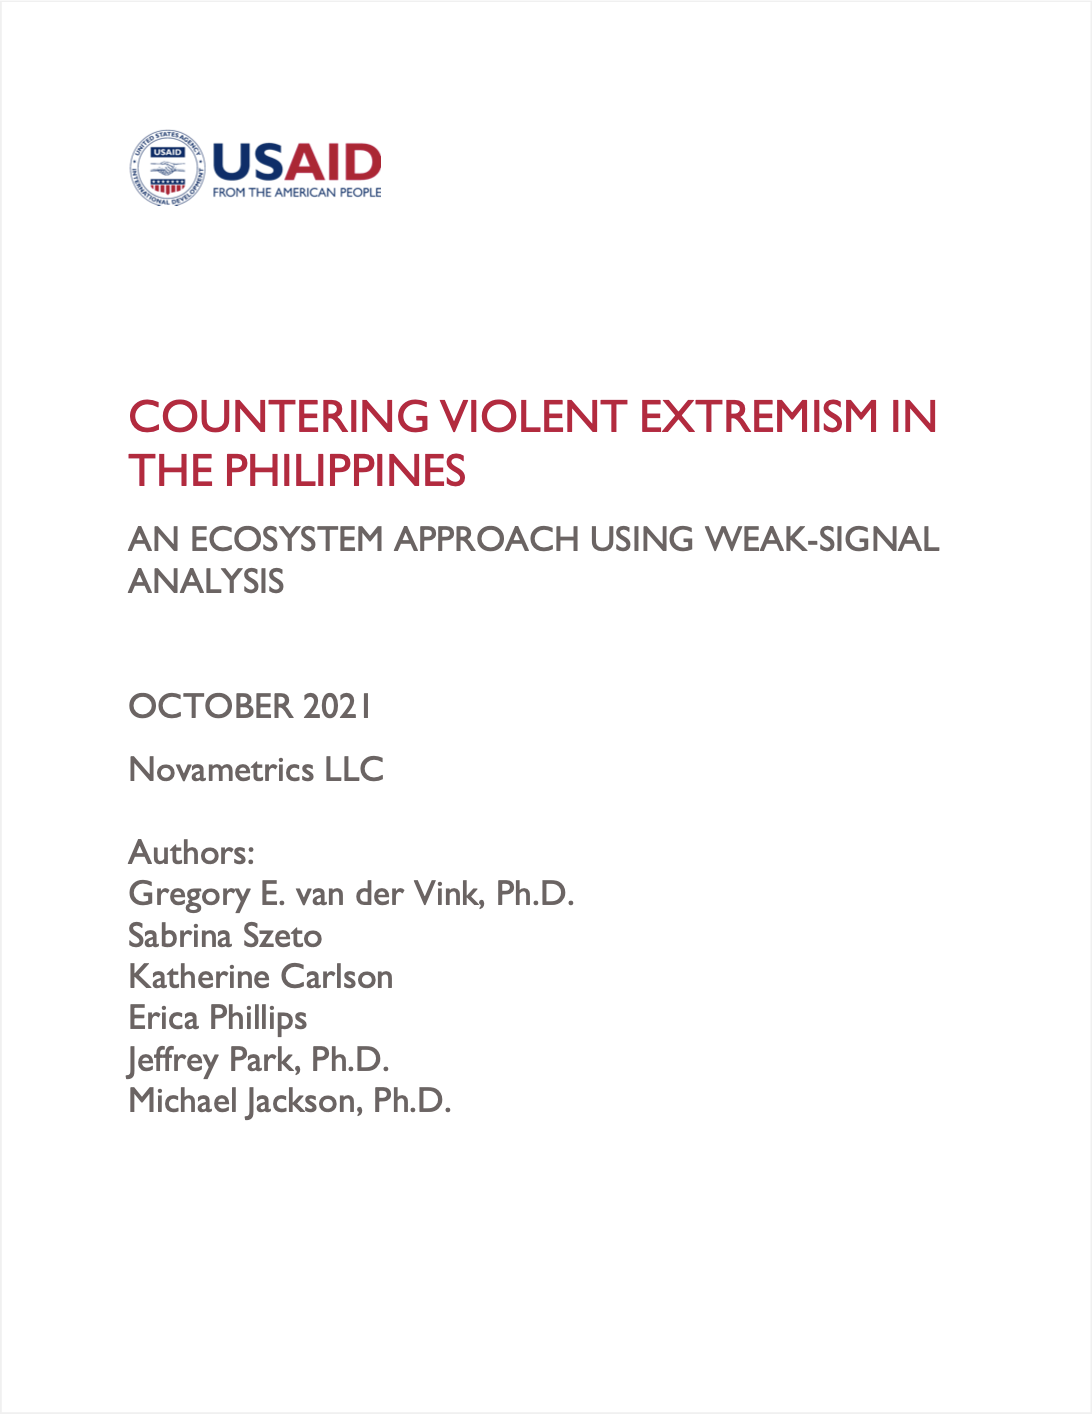 UNITED STATES AGENCY
USAID
INTERNATIONAL DEVELOPMENT
USAID
FROM THE AMERICAN PEOPLE
COUNTERING VIOLENT EXTREMISM IN
THE PHILIPPINES
AN ECOSYSTEM APPROACH USING WEAK-SIGNAL
ANALYSIS
OCTOBER 2021
Novametrics LLC
Authors:
Gregory E. van der Vink, Ph.D.
Sabrina Szeto
Katherine Carlson
Erica Phillips
Jeffrey Park, Ph.D.
Michael Jackson, Ph.D.